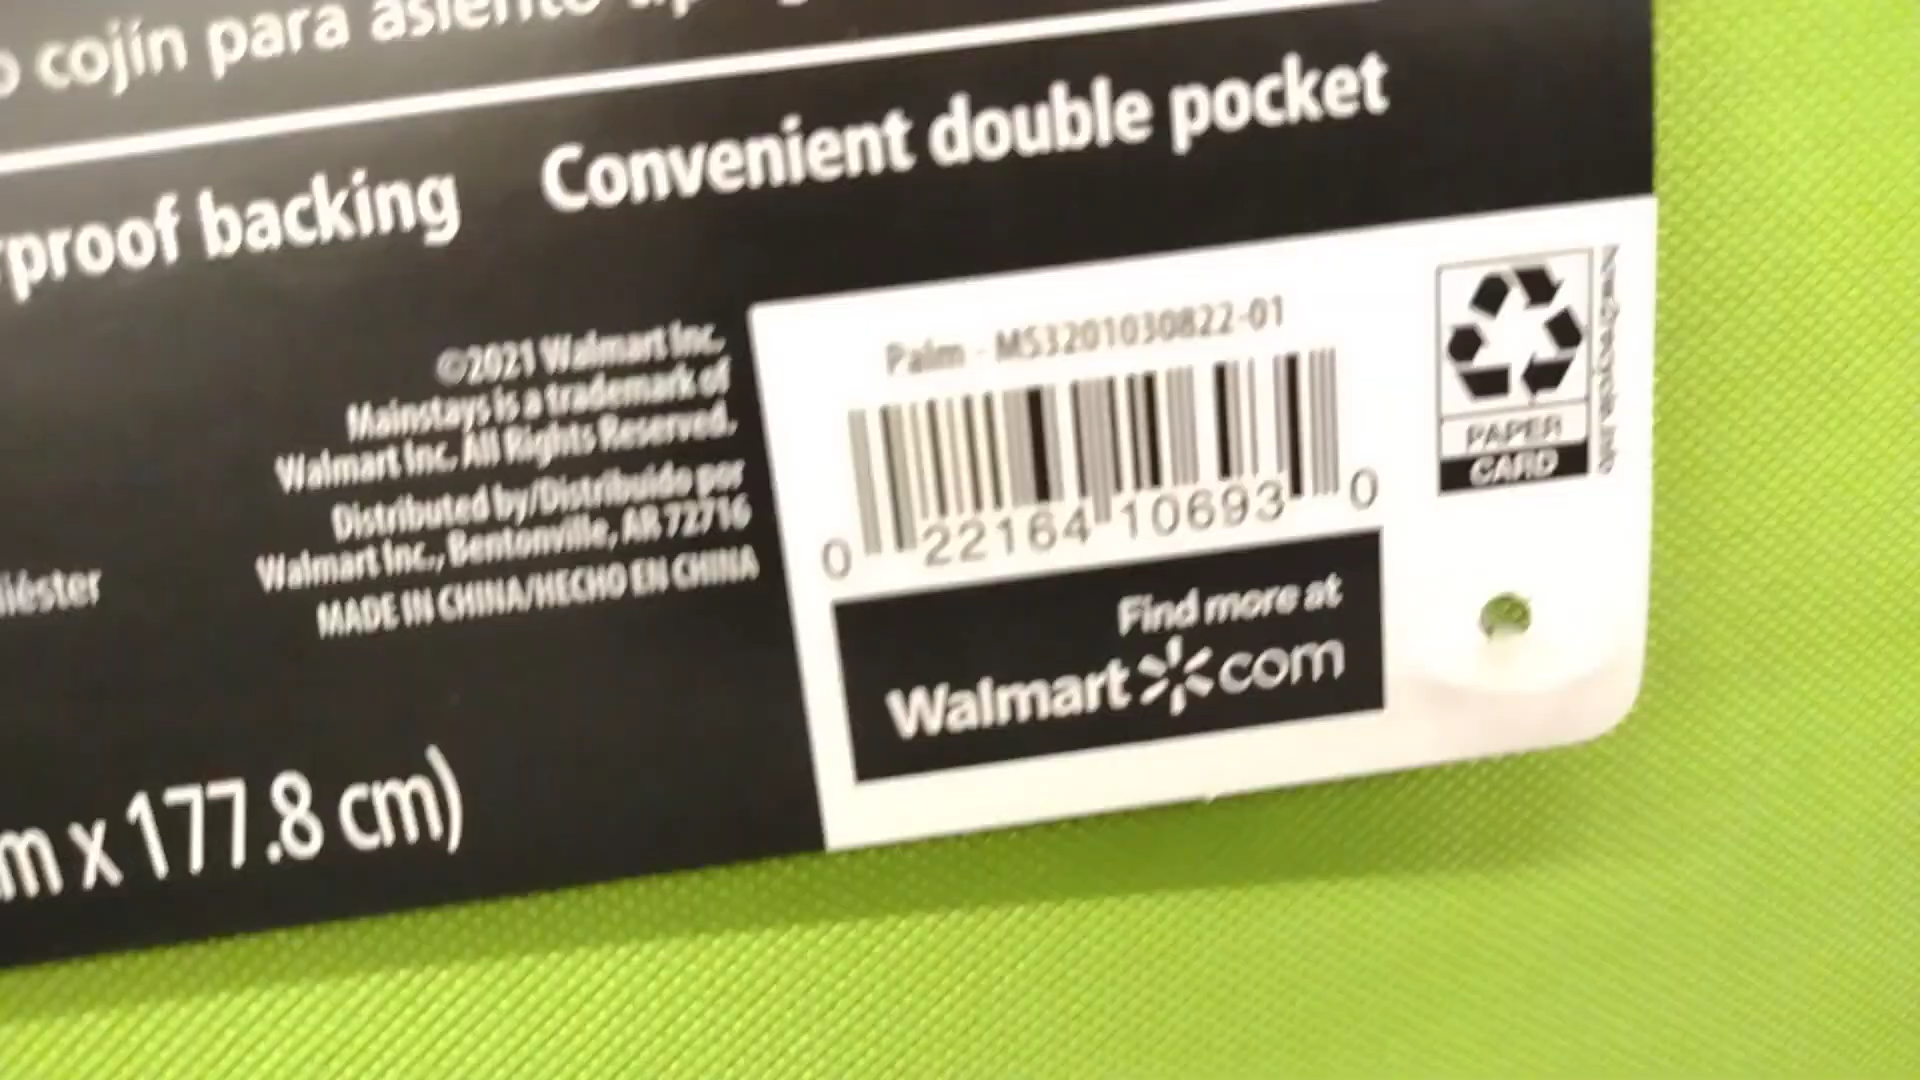 cojín para asiento
proof backing
Convenient double pocket
©2021 Walmart Inc.
Mainstays is a trademark of
Walmart Inc. All Rights Reserved.
Distributed by/Distribuido por
Walmart Inc., Bentonville, AR 72716
MADE IN CHINA/HECHO EN CHINA
m x 177.8 cm)
Palm - MS3201030822-01
0 22164 10693 0
Find more at
Walmart com
PAPER
CARD
how2recycle.info